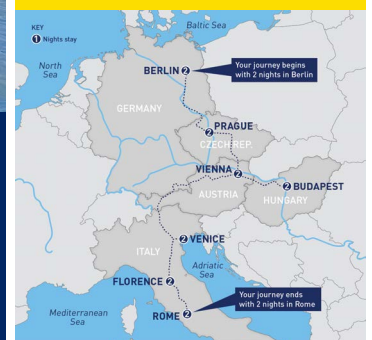 KEY
1 Nights stay
Baltic Sea
North
Sea
BERLIN 2
Your journey begins
with 2 nights in Berlin
GERMANY
PRAGUE
2
CZECH REP.
VIENNA
2
2 BUDAPEST
AUSTRIA
HUNGARY
ITALY
2 VENICE
Adriatic
Sea
FLORENCE 2
Your journey ends
with 2 nights in Rome
Mediterranean
Sea
ROME 2